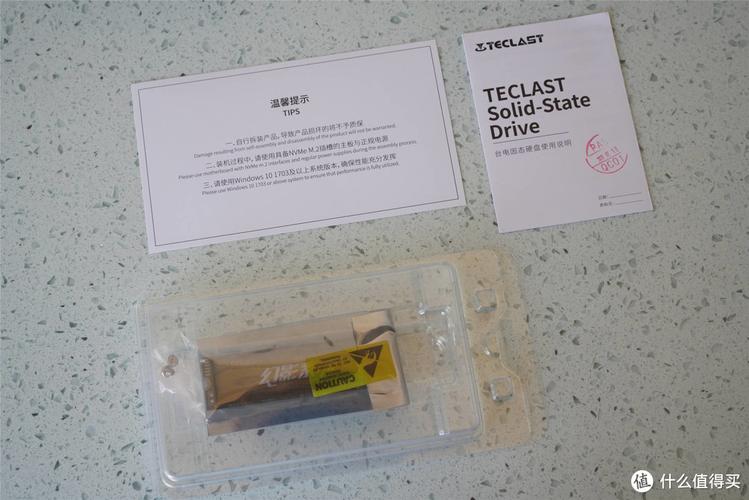 温馨提示
TIPS
一、自行拆装产品,导致产品损坏的将不予质保
Damage resulting from self-assembly and disassembly of the product will not be warranted.
二、装机过程中,请使用具备NVMe M.2插槽的主板与正规电源
Please use motherboard with NVMe m.2 interfaces and regular power supplies during the assembly process.
三、请使用Windows 10 1703及以上系统版本,确保性能充分发挥
Please use Windows 10 1703 or above system to ensure that performance is fully utilized.
TECLAST
TECLAST
Solid-State
Drive
台电固态硬盘使用说明
QC01
CAUTION
值 什么值得买